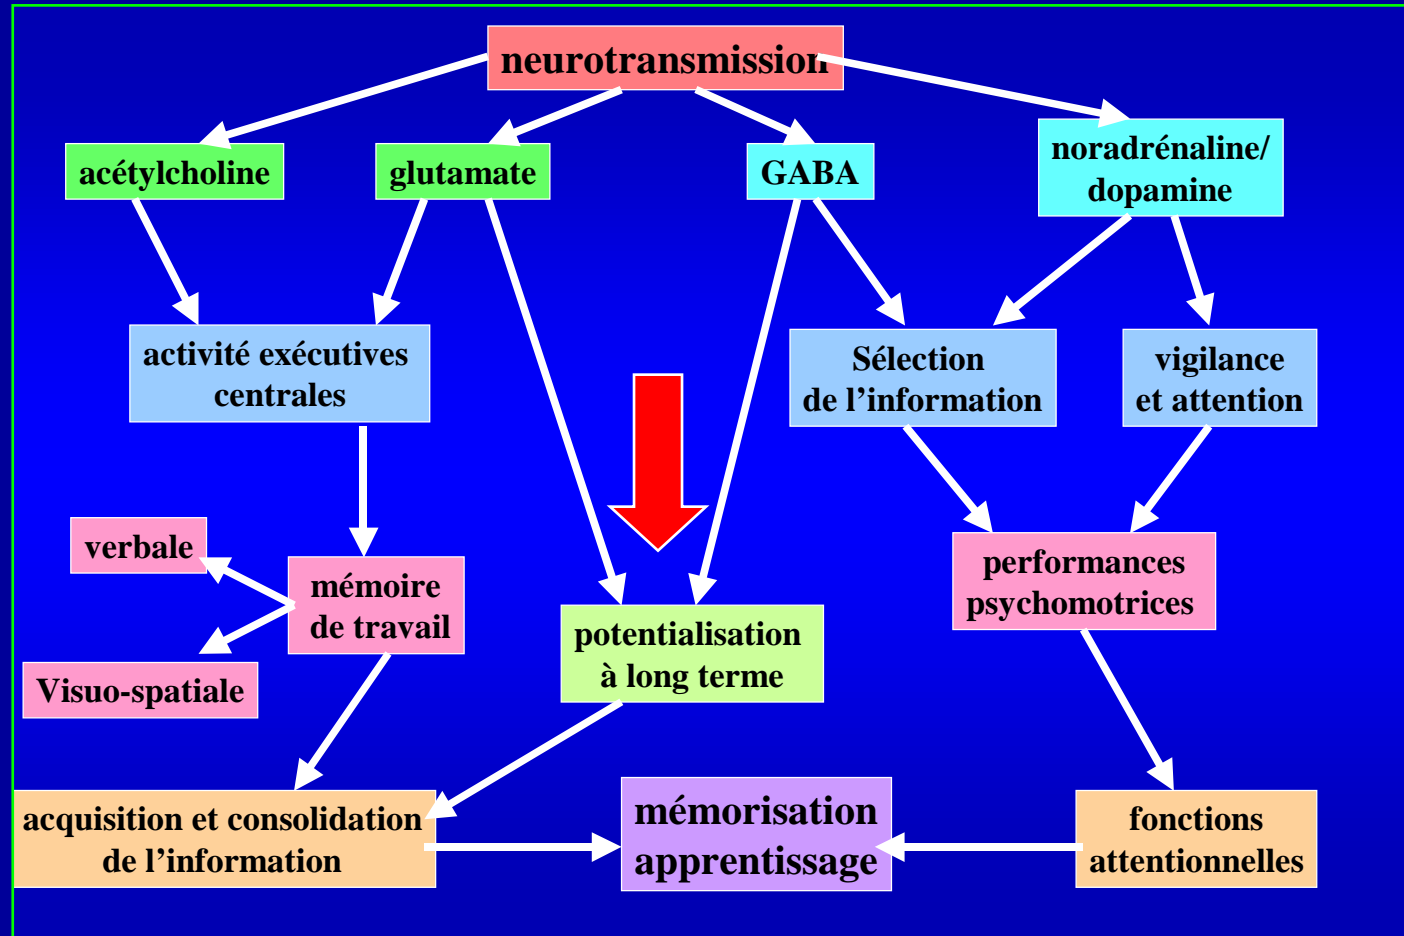 neurotransmission
acétylcholine
glutamate
GABA
noradrénaline/
dopamine
activité exécutives
centrales
Sélection
de l’information
vigilance
et attention
verbale
mémoire
de travail
Visuo-spatiale
potentialisation
à long terme
performances
psychomotrices
acquisition et consolidation
de l’information
mémorisation
apprentissage
fonctions
attentionnelles